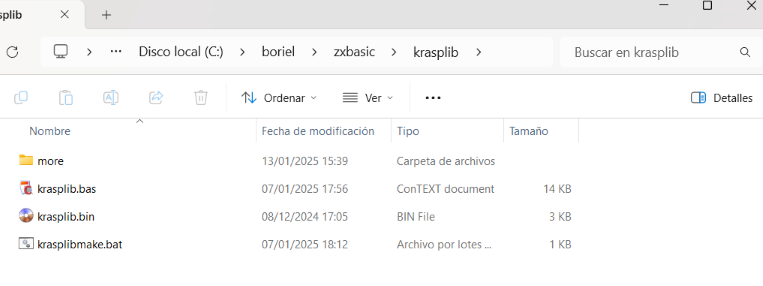 splib
Disco local (C:) boriel zxbasic krasplib Buscar en krasplib
Ordenar Ver Detalles
Nombre Fecha de modificación Tipo Tamaño
more 13/01/2025 15:39 Carpeta de archivos
krasplib.bas 07/01/2025 17:56 ConTEXT document 14 KB
krasplib.bin 08/12/2024 17:05 BIN File 3 KB
krasplibmake.bat 07/01/2025 18:12 Archivo por lotes ... 1 KB